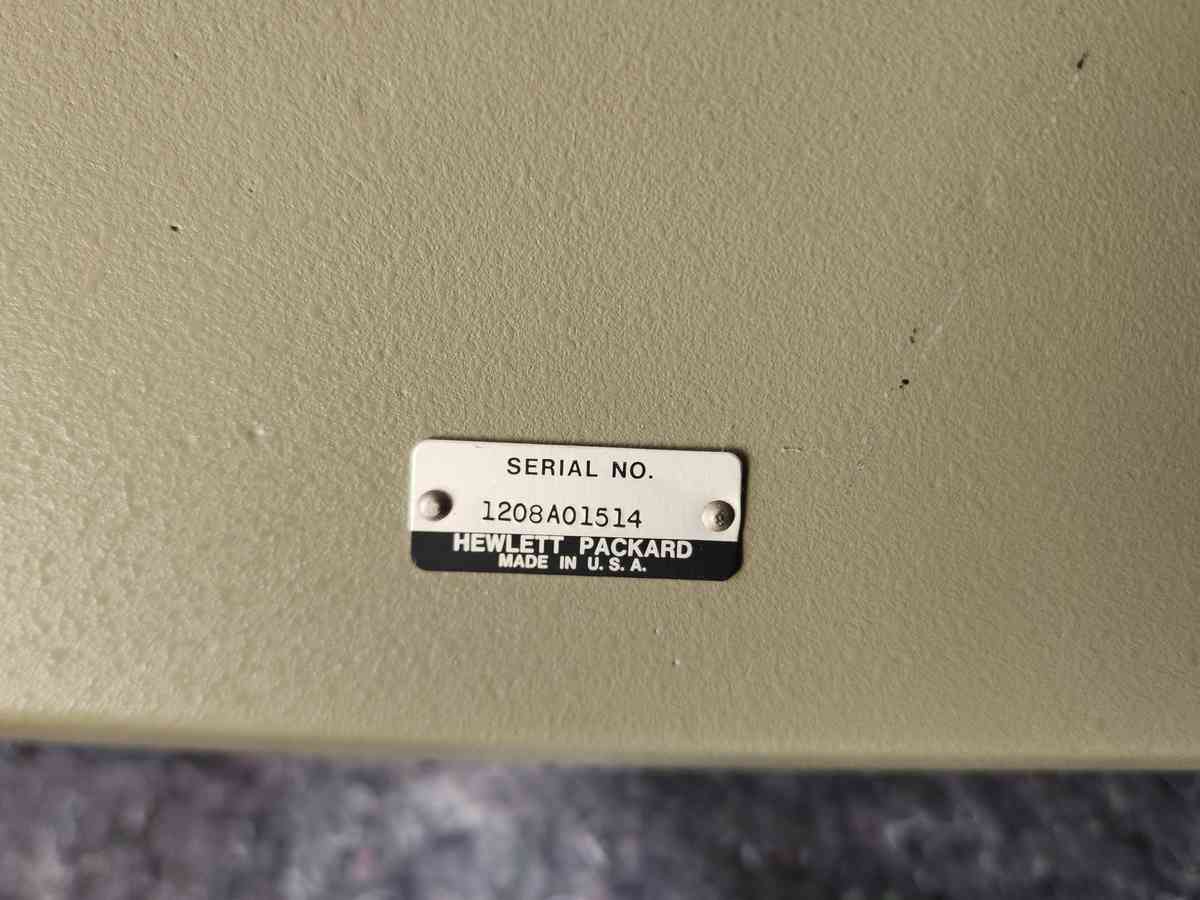 SERIAL NO.
1208A01514
HEWLETT PACKARD
MADE IN U.S.A.